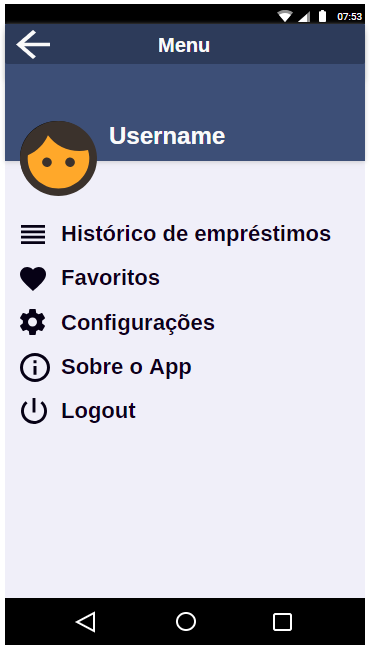 07:53
Menu
Username
Histórico de empréstimos
Favoritos
Configurações
Sobre o App
Logout